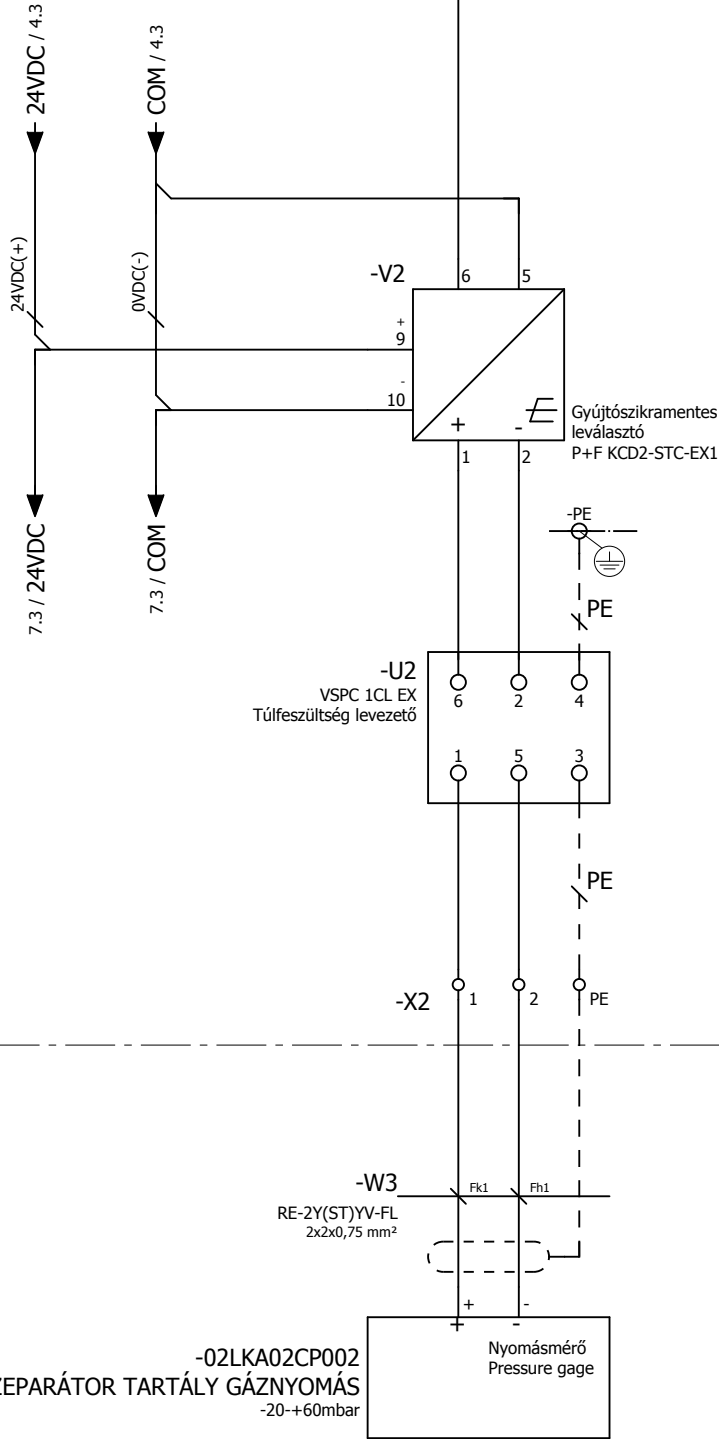 24VDC / 4.3
COM / 4.3
24VDC(+)
0VDC(-)
-V2
6
5
+
9
-
10
+
-
1
2
Gyújtószikramentes
leválasztó
P+F KCD2-STC-EX1
7.3 / 24VDC
7.3 / COM
-PE
PE
-U2
VSPC 1CL EX
Túlfeszültség levezető
6
2
4
1
5
3
PE
-X2
1
2
PE
-W3
RE-2Y(ST)YV-FL
2x2x0,75 mm²
Fk1
Fh1
+
-
+
-
-02LKA02CP002
ZEPARÁTOR TARTÁLY GÁZNYOMÁS
-20-+60mbar
Nyomásmérő
Pressure gage